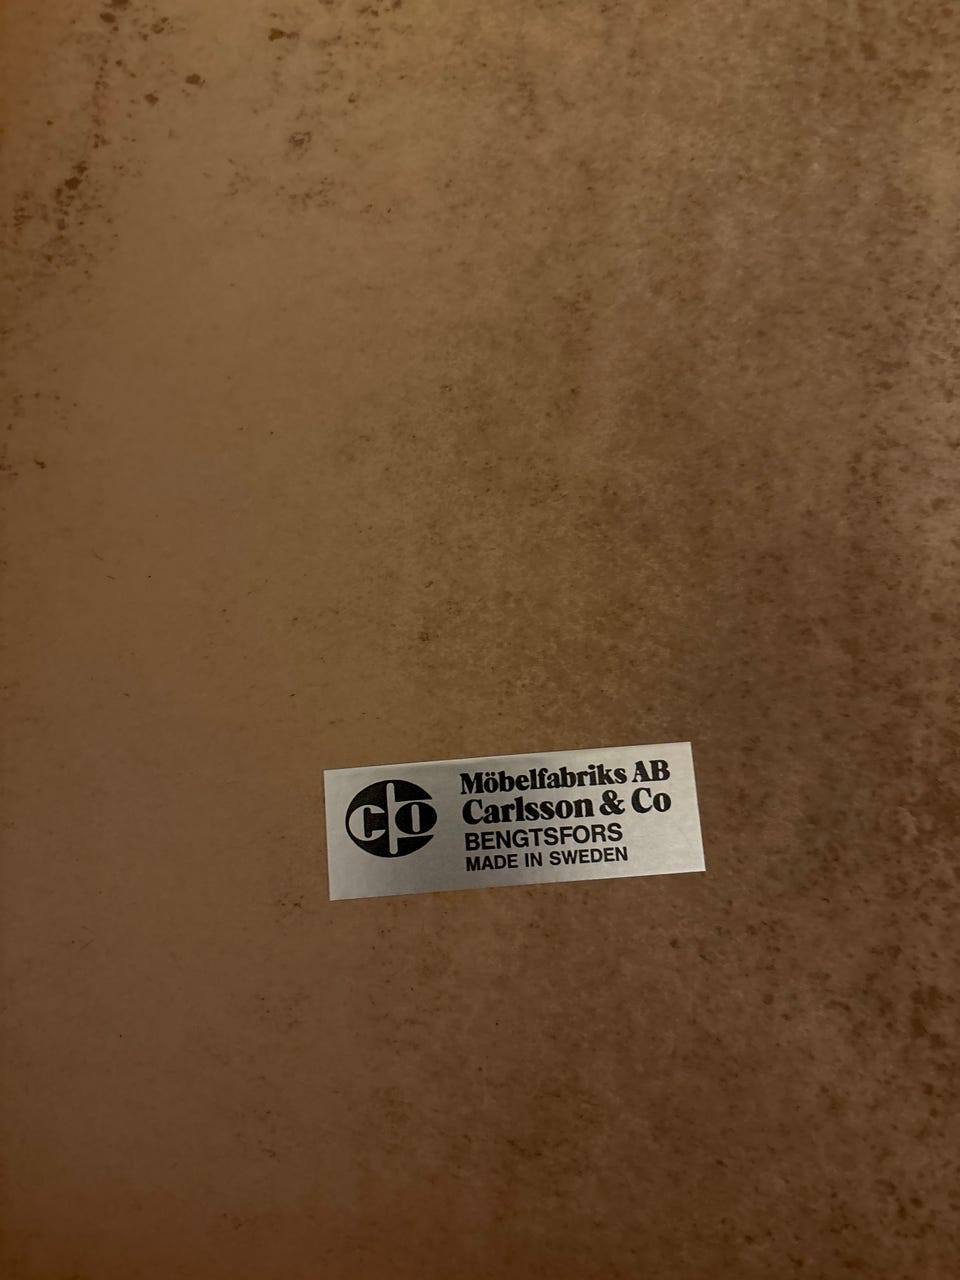 c/o
Möbelfabriks AB
Carlsson & Co
BENGTSFORS
MADE IN SWEDEN